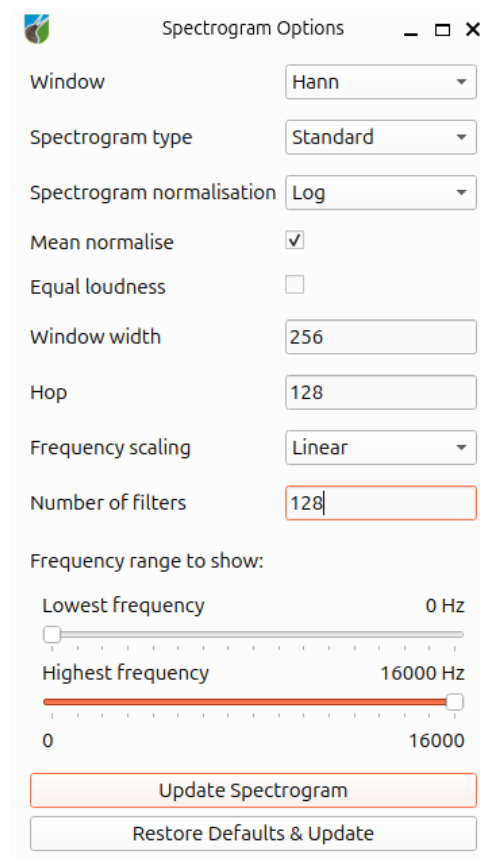 Spectrogram Options
Window Hann
Spectrogram type Standard
Spectrogram normalisation Log
Mean normalise
Equal loudness
Window width 256
Hop 128
Frequency scaling Linear
Number of filters 128
Frequency range to show:
Lowest frequency 0 Hz
Highest frequency 16000 Hz
0 16000
Update Spectrogram
Restore Defaults & Update